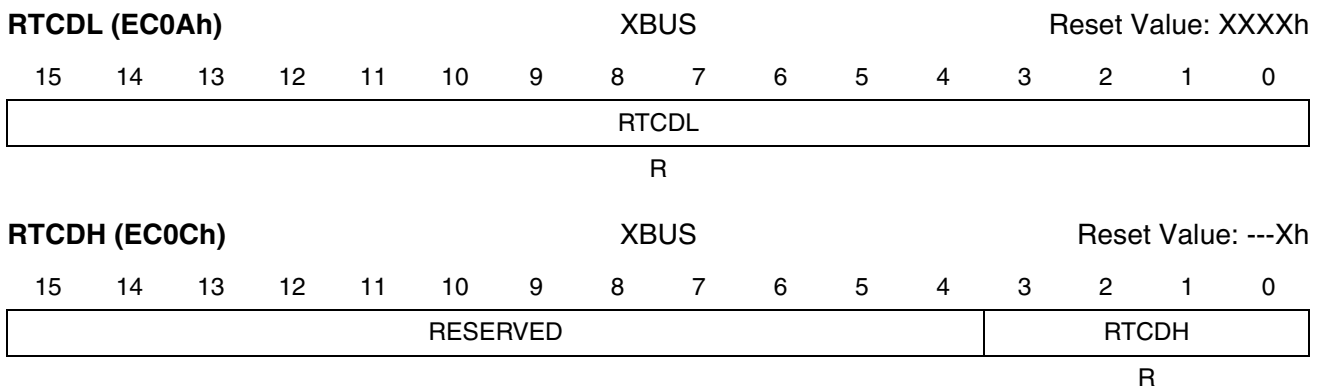 RTCDL (EC0Ah) XBUS Reset Value: XXXXh
15 14 13 12 11 10 9 8 7 6 5 4 3 2 1 0
RTCDL
R
RTCDH (EC0Ch) XBUS Reset Value: ---Xh
15 14 13 12 11 10 9 8 7 6 5 4 3 2 1 0
RESERVED RTCDH
R